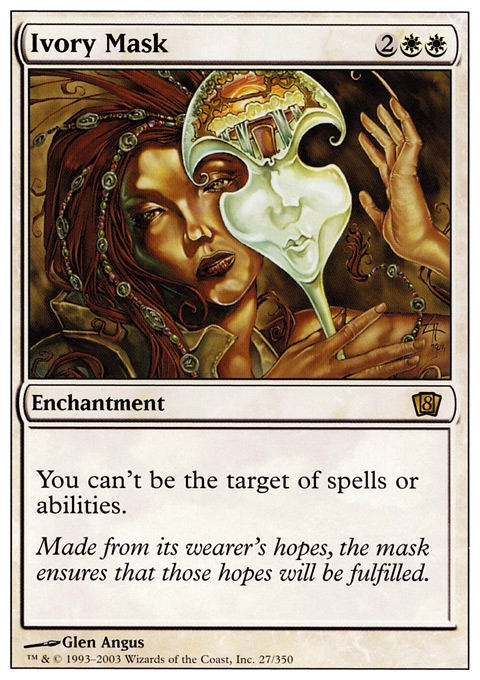 Ivory Mask 2
Enchantment 8
You can't be the target of spells or
abilities.
Made from its wearer's hopes, the mask
ensures that those hopes will be fulfilled.
Glen Angus
™ & © 1993–2003 Wizards of the Coast, Inc. 27/350